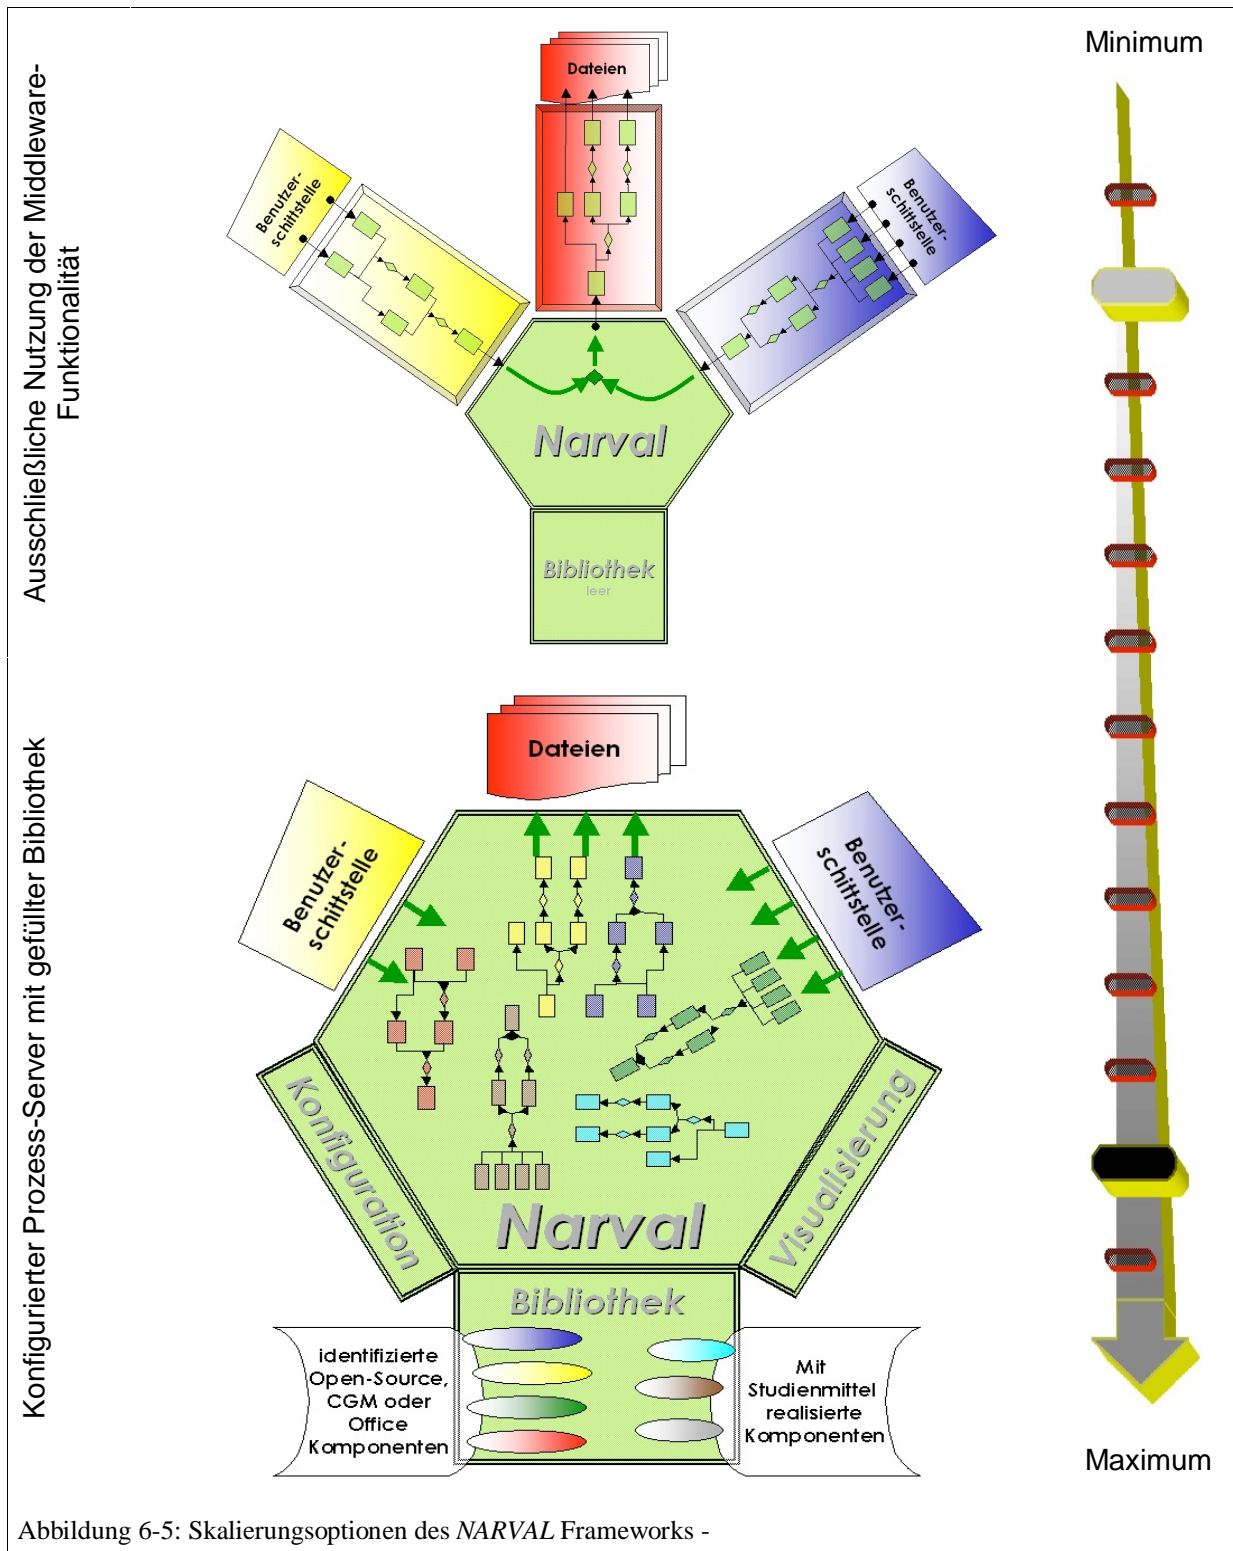 Ausschließliche Nutzung der Middleware-
Funktionalität
Minimum
Dateien
Benutzer-
schittstelle
Benutzer-
schittstelle
Narval
Bibliothek
leer
Konfigurierter Prozess-Server mit gefüllter Bibliothek
Dateien
Benutzer-
schittstelle
Benutzer-
schittstelle
Konfiguration
Visualisierung
Narval
Bibliothek
identifizierte
Open-Source,
CGM oder
Office
Komponenten
Mit
Studienmittel
realisierte
Komponenten
Maximum
Abbildung 6-5: Skalierungsoptionen des NARVAL Frameworks -